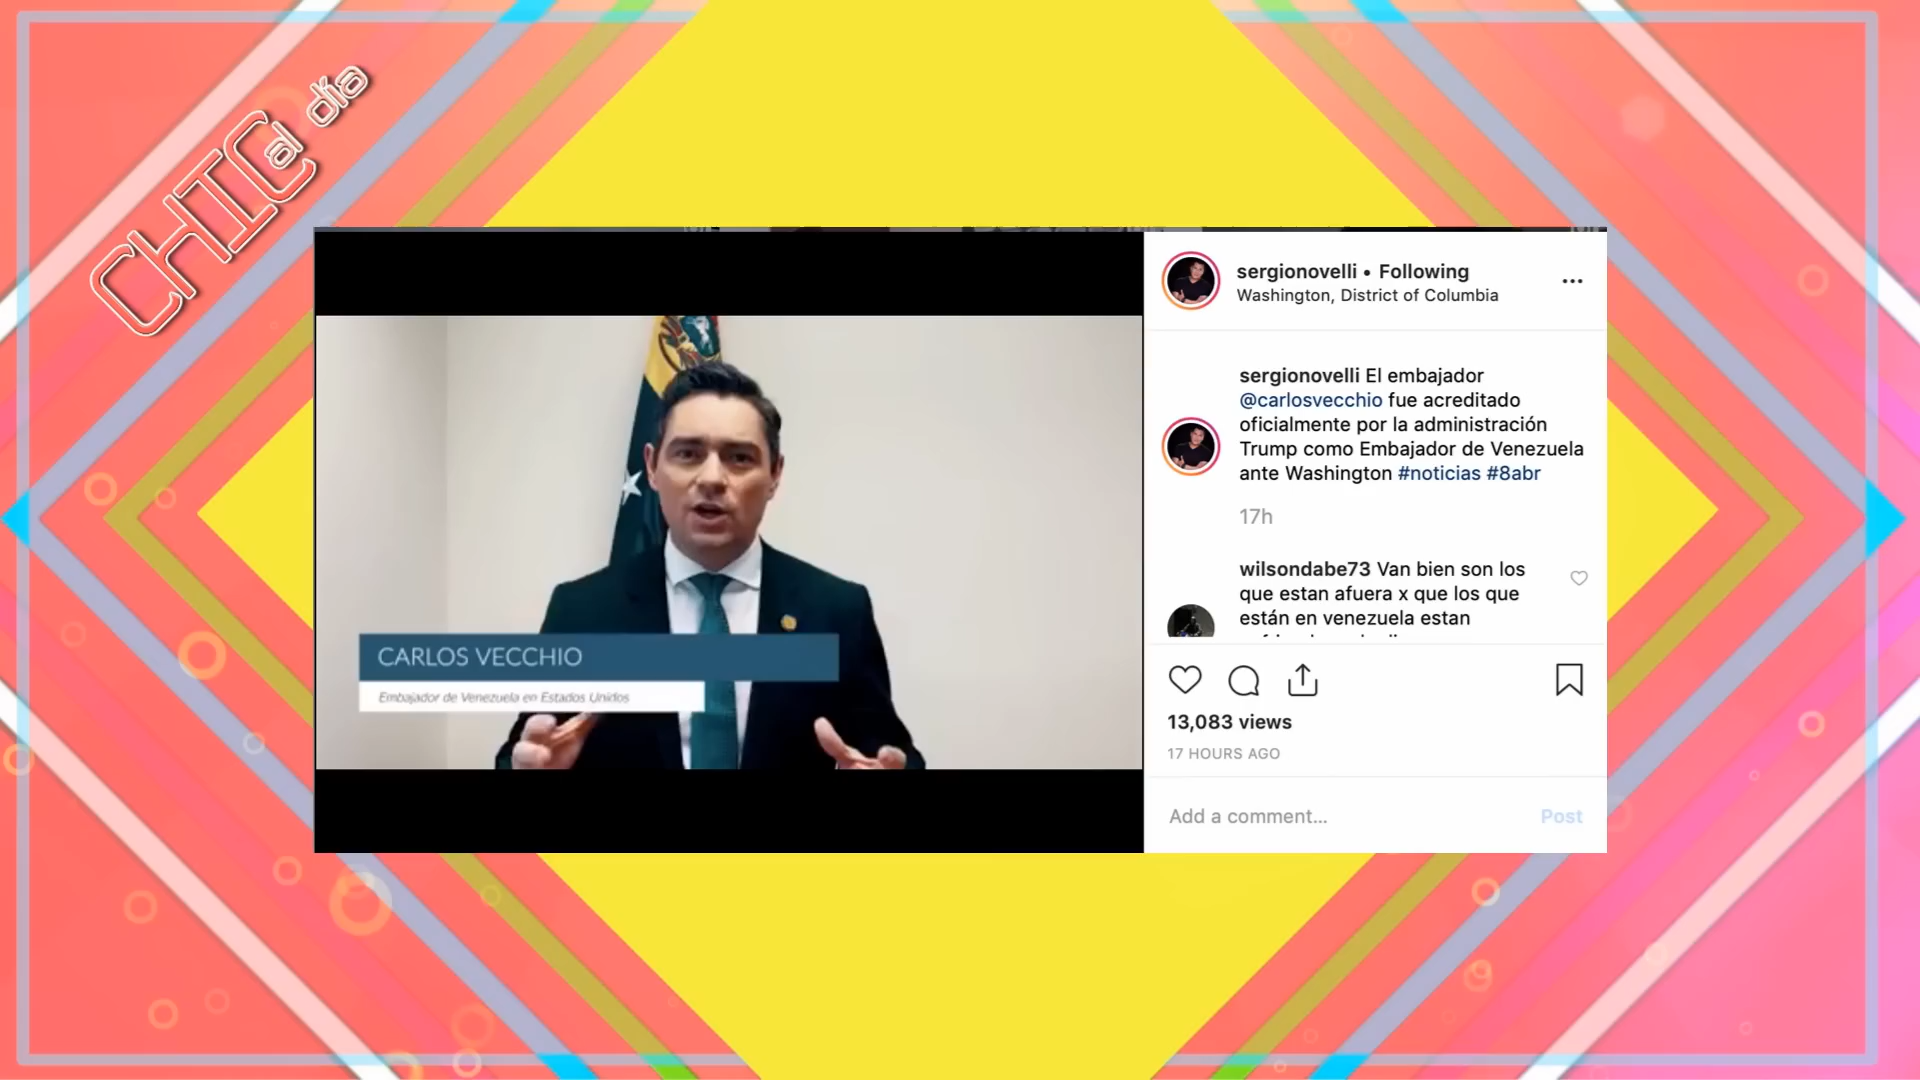 CHIC al día
sergionovelli • Following
Washington, District of Columbia
sergionovelli El embajador
@carlosvecchio fue acreditado
oficialmente por la administración
Trump como Embajador de Venezuela
ante Washington #noticias #8abr
17h
wilsondabe73 Van bien son los
que estan afuera x que los que
están en venezuela estan
CARLOS VECCHIO
Embajador de Venezuela en Estados Unidos
13,083 views
17 HOURS AGO
Add a comment...
Post